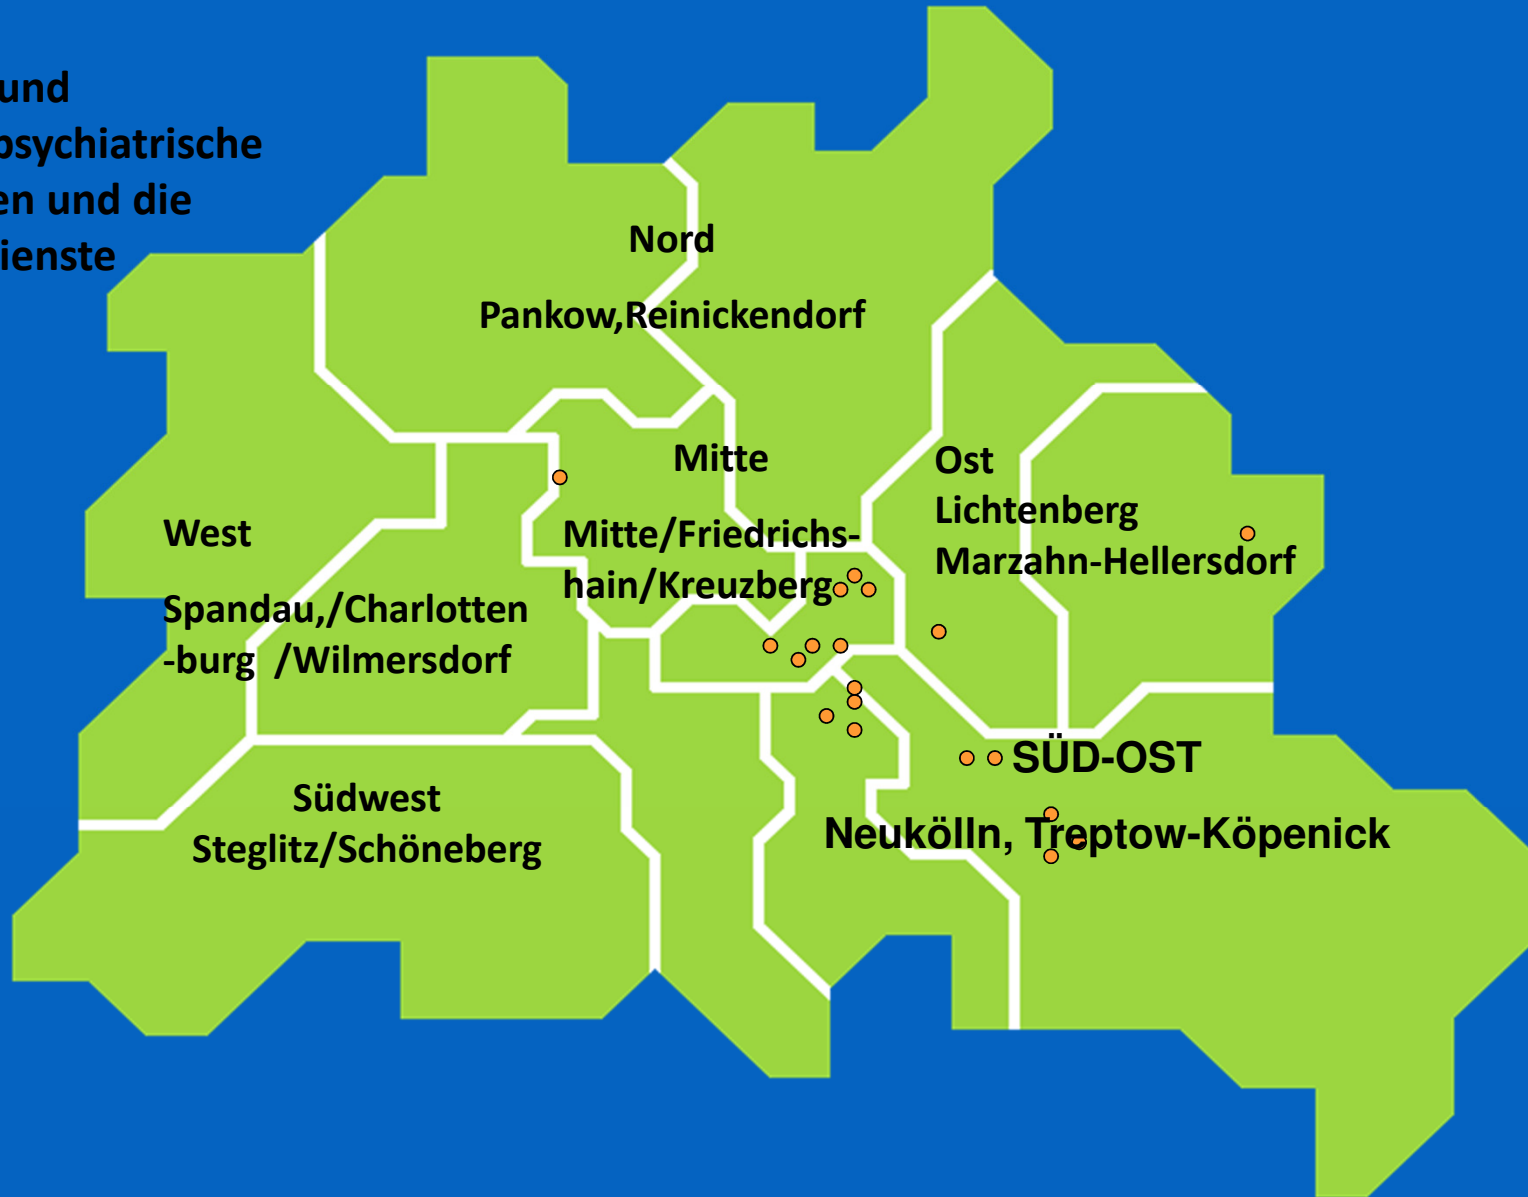 und
psychiatrische
en und die
ienste
Nord
Pankow,Reinickendorf
Mitte
Mitte/Friedrichs-
hain/Kreuzberg
Ost
Lichtenberg
Marzahn-Hellersdorf
West
Spandau,/Charlotten
-burg /Wilmersdorf
SÜD-OST
Neukölln, Treptow-Köpenick
Südwest
Steglitz/Schöneberg